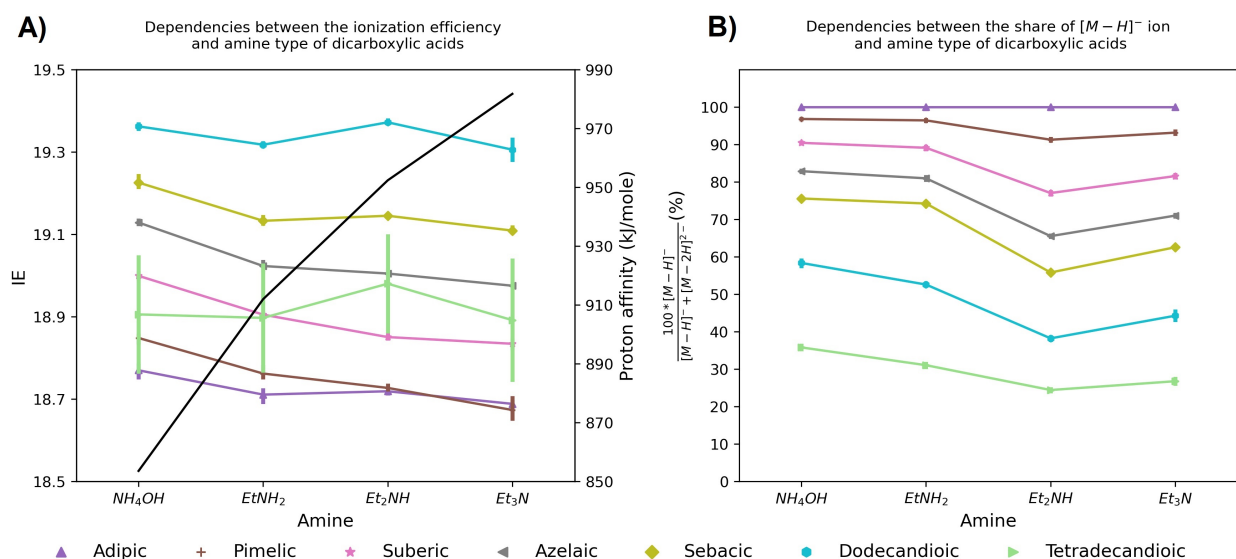 A)
Dependencies between the ionization efficiency
and amine type of dicarboxylic acids
19.5
19.3
19.1
18.9
18.7
18.5
IE
990
970
950
930
910
890
870
850
Proton affinity (kJ/mole)
NH₄OH EtNH₂ Et₂NH Et₃N
Amine
B)
Dependencies between the share of [M − H]⁻ ion
and amine type of dicarboxylic acids
100
90
80
70
60
50
40
30
20
10
0
100 * [M − H]⁻
[M − H]⁻ + [M − 2H]²⁻ (%)
NH₄OH EtNH₂ Et₂NH Et₃N
Amine
Adipic Pimelic Suberic Azelaic Sebacic Dodecandioic Tetradecandioic